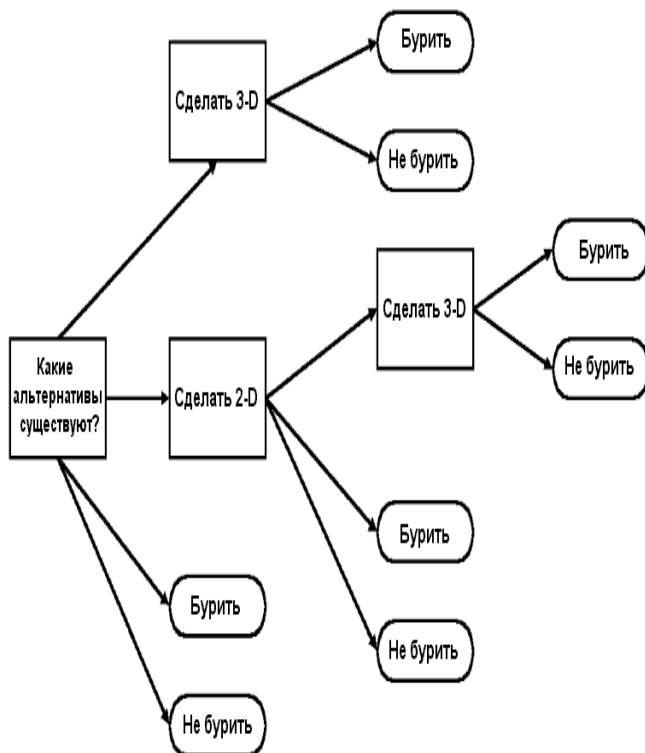 Бурить
Сделать 3-D
Не бурить
Бурить
Сделать 3-D
Не бурить
Какие
альтернативы
существуют?
Сделать 2-D
Бурить
Не бурить
Бурить
Не бурить